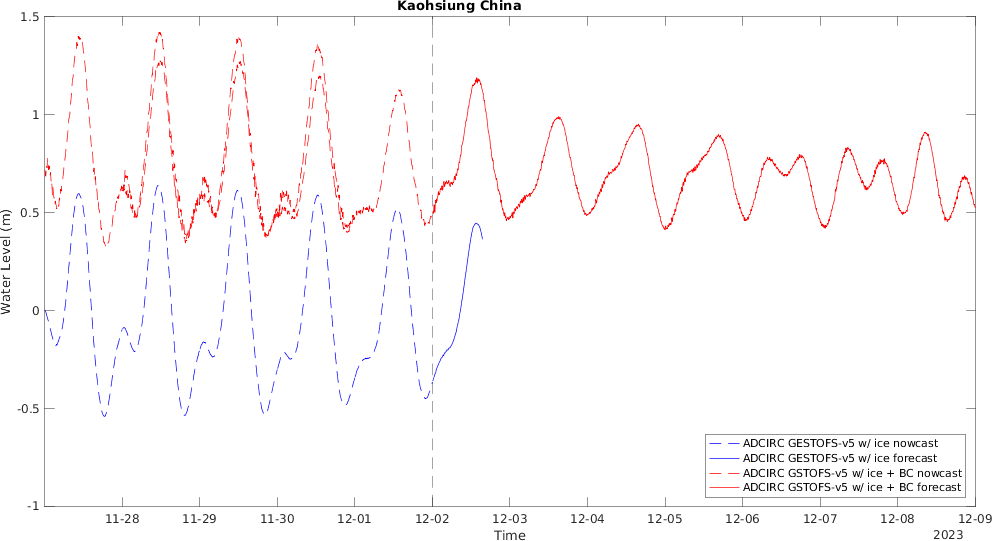 Kaohsiung China
1.5
1
0.5
0
-0.5
-1
Water Level (m)
11-28 11-29 11-30 12-01 12-02 12-03 12-04 12-05 12-06 12-07 12-08 12-09
Time
2023
ADCIRC GESTOFS-v5 w/ ice nowcast
ADCIRC GESTOFS-v5 w/ ice forecast
ADCIRC GSTOFS-v5 w/ ice + BC nowcast
ADCIRC GSTOFS-v5 w/ ice + BC forecast